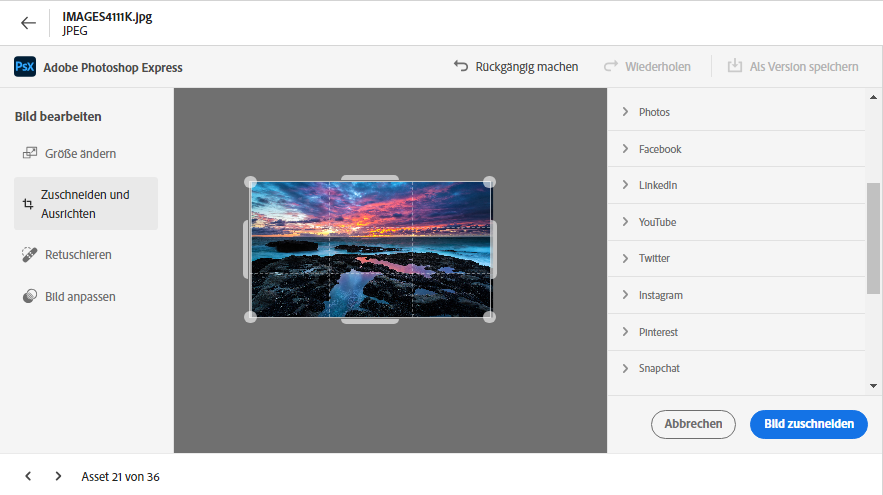 IMAGES4111K.jpg
JPEG
PsX Adobe Photoshop Express
Rückgängig machen
Wiederholen
Als Version speichern
Bild bearbeiten
Größe ändern
Zuschneiden und
Ausrichten
Retuschieren
Bild anpassen
Photos
Facebook
LinkedIn
YouTube
Twitter
Instagram
Pinterest
Snapchat
Abbrechen
Bild zuschneiden
Asset 21 von 36